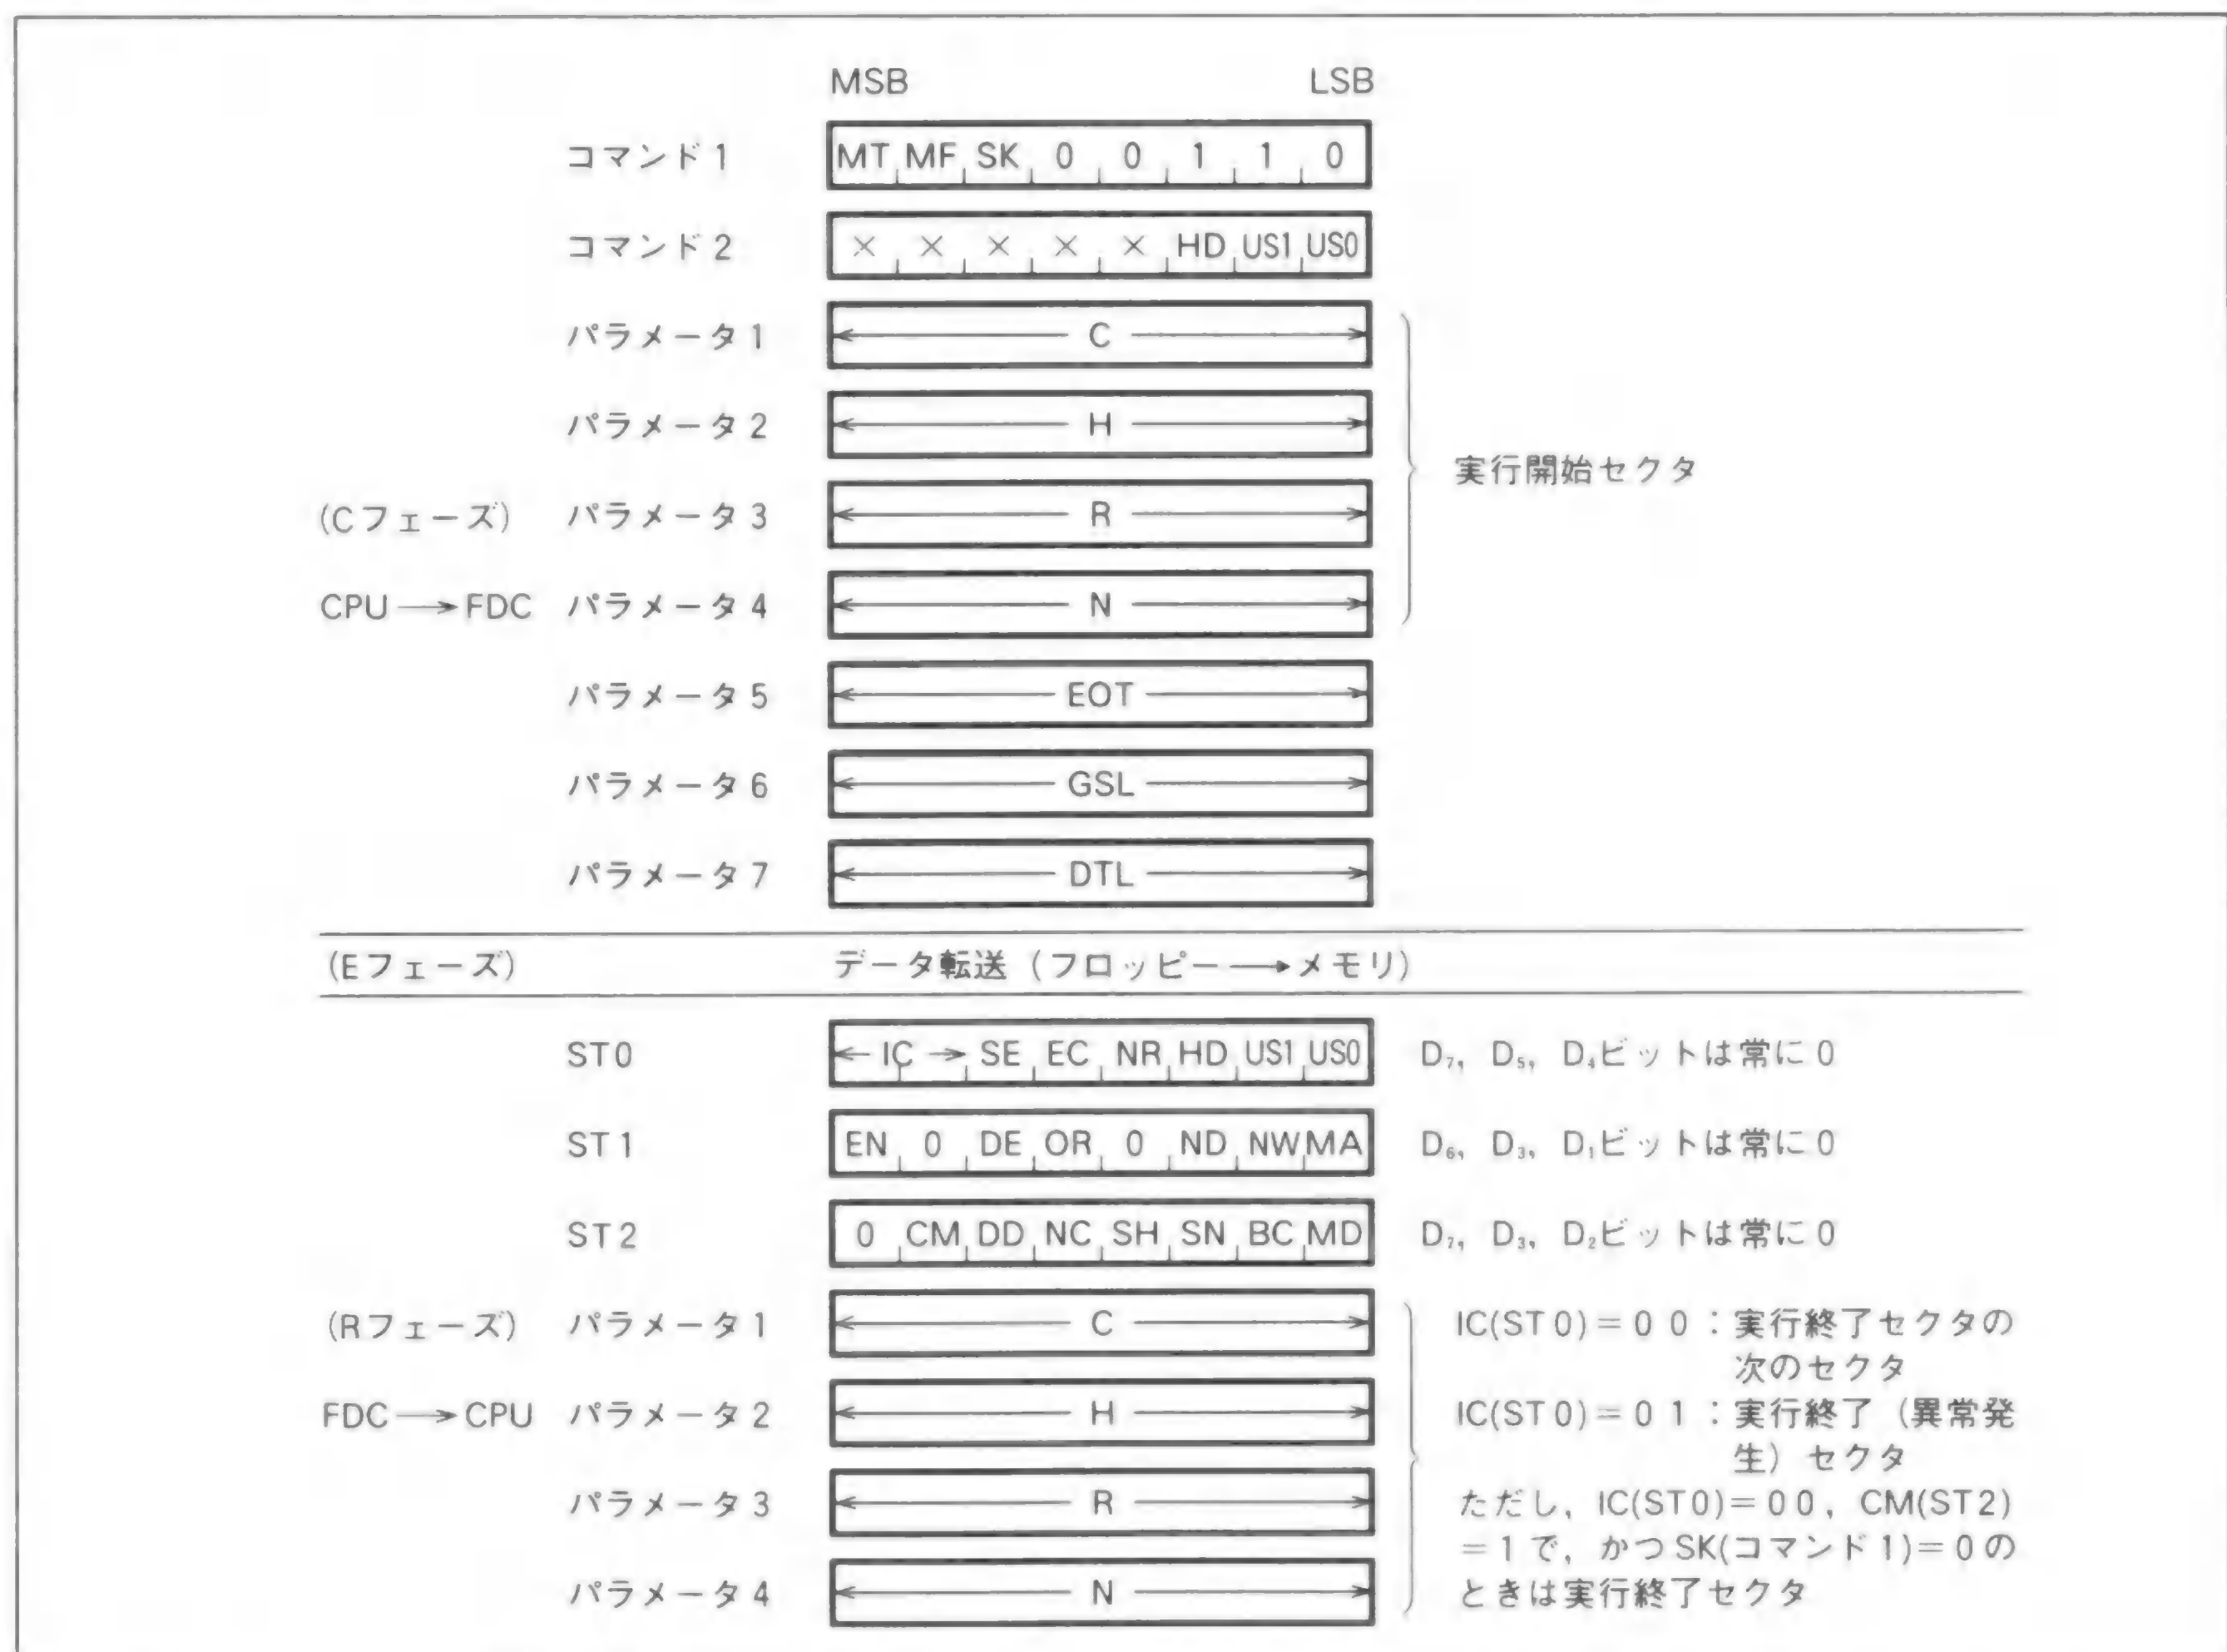 MSB LSB
コマンド1 MT MF SK 0 0 1 1 0
コマンド2 × × × × × HD US1 US0
パラメータ1 C
パラメータ2 H
実行開始セクタ
(Cフェーズ) パラメータ3 R
CPU→FDC パラメータ4 N
パラメータ5 EOT
パラメータ6 GSL
パラメータ7 DTL
(Eフェーズ) データ転送（フロッピー→メモリ）
ST0 ←IC→ SE EC NR HD US1 US0 D₇, D₅, D₄ビットは常に0
ST1 EN 0 DE OR 0 ND NW MA D₆, D₃, D₁ビットは常に0
ST2 0 CM DD NC SH SN BC MD D₇, D₃, D₂ビットは常に0
(Rフェーズ) パラメータ1 C IC(ST0)＝00：実行終了セクタの
次のセクタ
FDC→CPU パラメータ2 H IC(ST0)＝01：実行終了（異常発
生）セクタ
パラメータ3 R ただし，IC(ST0)＝00，CM(ST2)
＝1で，かつSK(コマンド1)＝0の
パラメータ4 N ときは実行終了セクタ